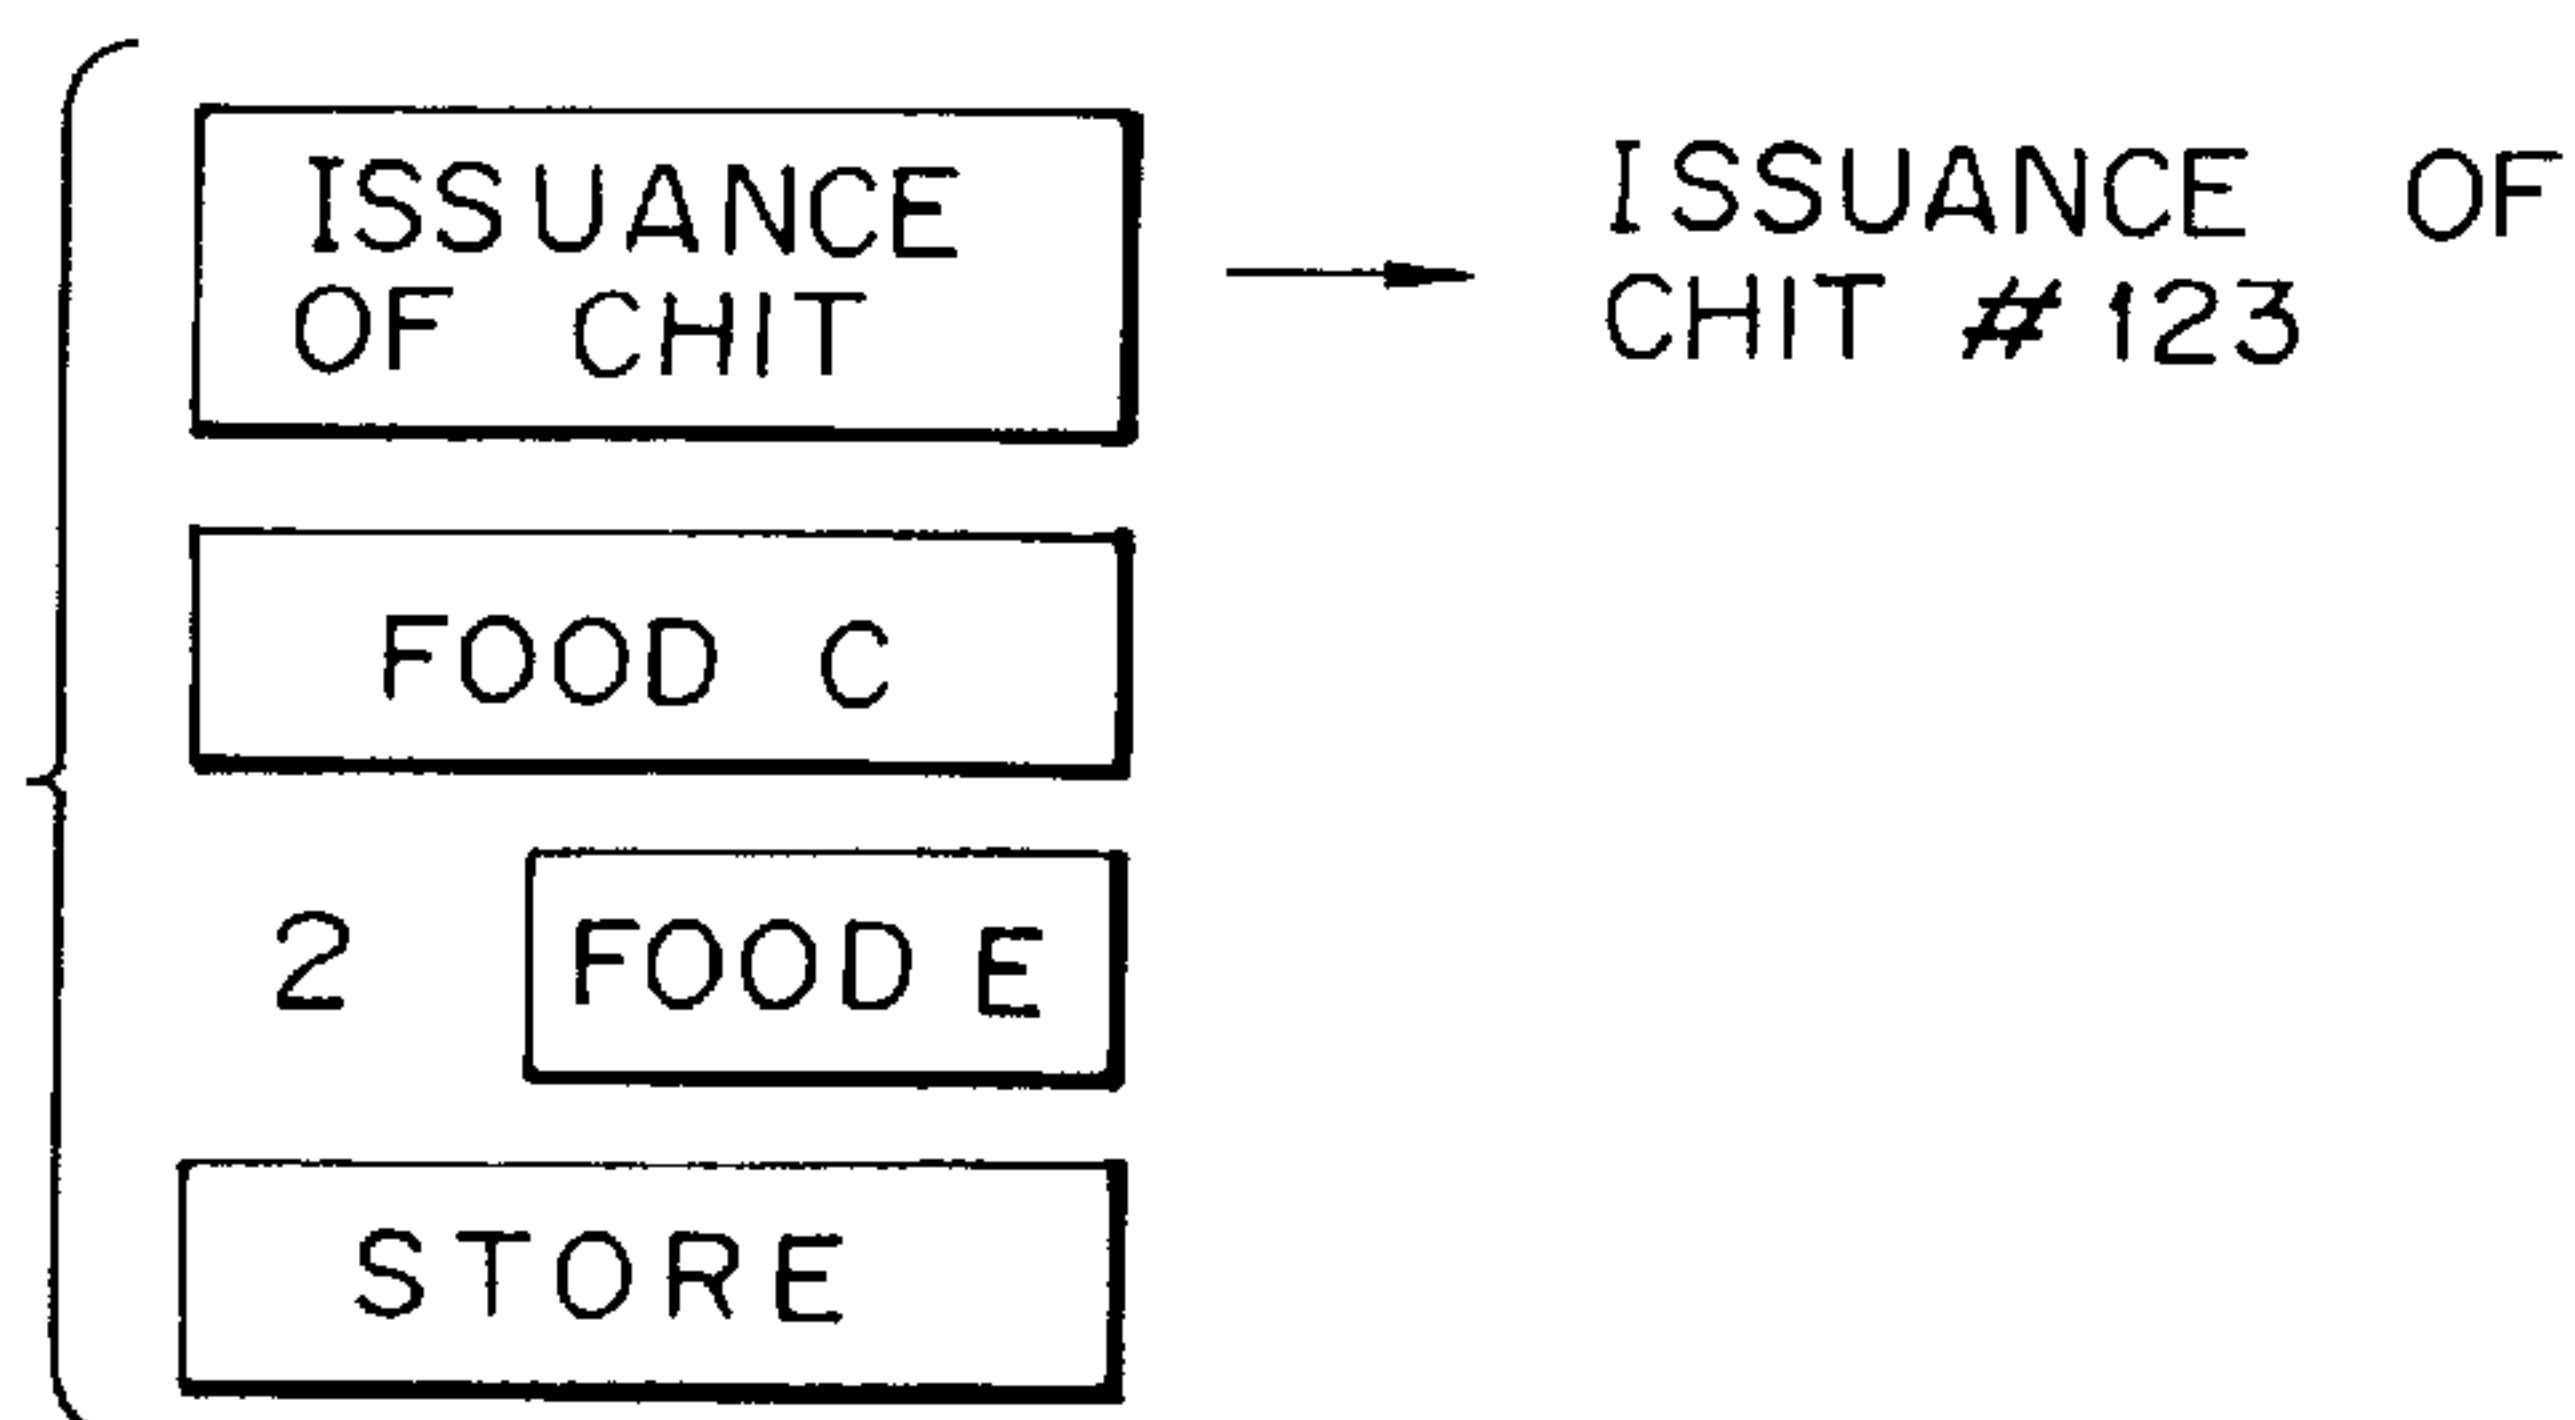 ISSUANCE
OF CHIT
ISSUANCE OF
CHIT # 123
FOOD C
2 FOOD E
STORE